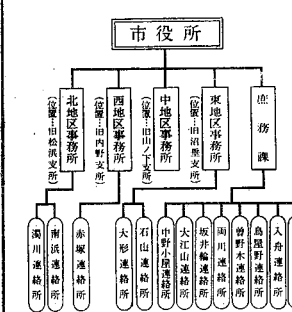 市役所
庶務課
東地区事務所
(位置…旧沼垂支所)
中地区事務所
(位置…旧山ノ下支所)
西地区事務所
(位置…旧内野支所)
北地区事務所
(位置…旧松浜支所)
入舟連絡所
鳥屋野連絡所
曽野木連絡所
両川連絡所
坂井輪連絡所
大江山連絡所
中野小屋連絡所
石山連絡所
大形連絡所
赤塚連絡所
南浜連絡所
濁川連絡所